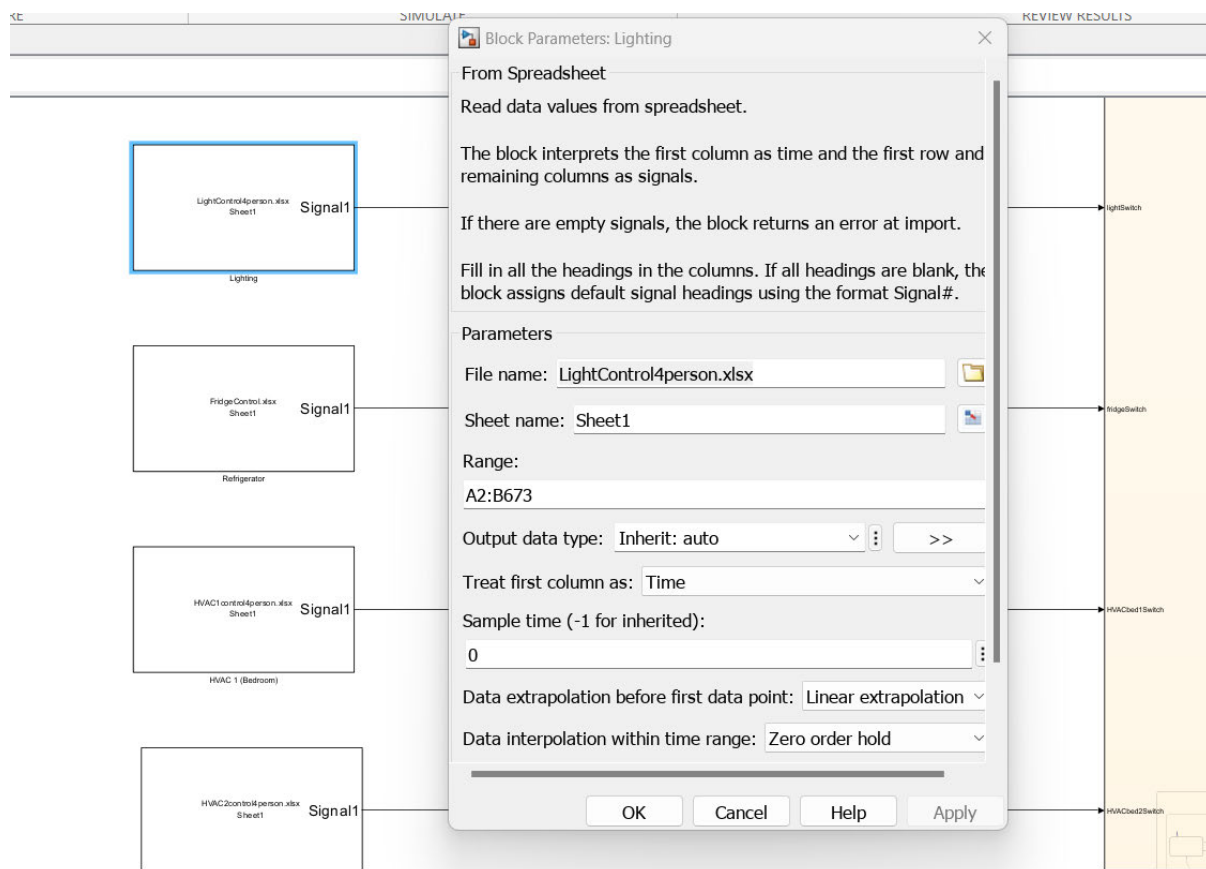 SIMULATE
REVIEW RESULTS
Block Parameters: Lighting
From Spreadsheet
Read data values from spreadsheet.
The block interprets the first column as time and the first row and
remaining columns as signals.
If there are empty signals, the block returns an error at import.
Fill in all the headings in the columns. If all headings are blank, the
block assigns default signal headings using the format Signal#.
Parameters
File name: LightControl4person.xlsx
Sheet name: Sheet1
Range:
A2:B673
Output data type: Inherit: auto >>
Treat first column as: Time
Sample time (-1 for inherited):
0
Data extrapolation before first data point: Linear extrapolation
Data interpolation within time range: Zero order hold
OK Cancel Help Apply
LightControl4person.xlsx
Sheet1
Signal1
Lighting
lightSwitch
FridgeControl.xlsx
Sheet1
Signal1
Refrigerator
fridgeSwitch
HVAC1control4person.xlsx
Sheet1
Signal1
HVAC 1 (Bedroom)
HVACbed1Switch
HVAC2control4person.xlsx
Sheet1
Signal1
HVACbed2Switch